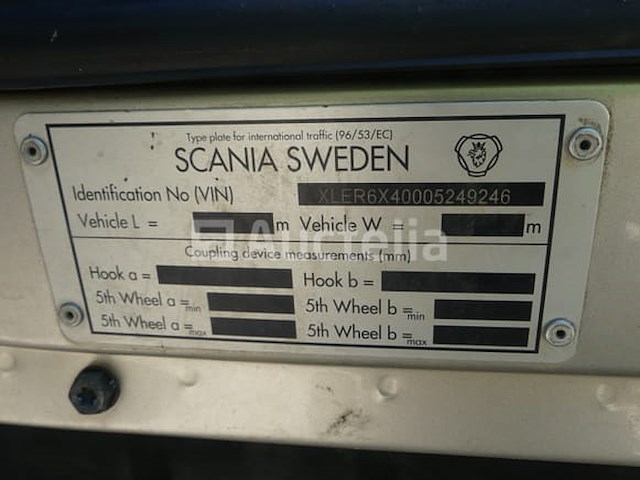 Type plate for international traffic (96/53/EC)
SCANIA SWEDEN
Identification No (VIN) XLER6X40005249246
Vehicle L = m Vehicle W = m
Auctelia
Coupling device measurements (mm)
Hook a = Hook b =
5th Wheel a = min 5th Wheel b = min
5th Wheel a = max 5th Wheel b = max